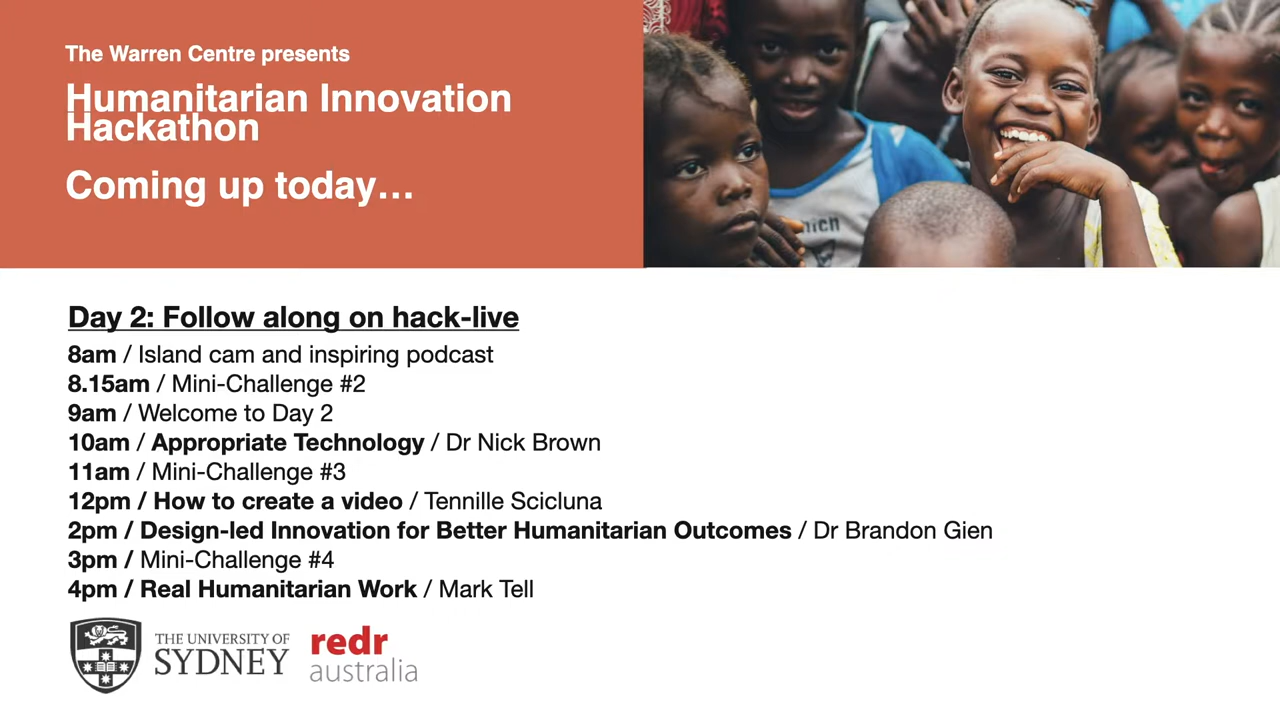 The Warren Centre presents
Humanitarian Innovation
Hackathon
Coming up today…
Day 2: Follow along on hack-live
8am / Island cam and inspiring podcast
8.15am / Mini-Challenge #2
9am / Welcome to Day 2
10am / Appropriate Technology / Dr Nick Brown
11am / Mini-Challenge #3
12pm / How to create a video / Tennille Scicluna
2pm / Design-led Innovation for Better Humanitarian Outcomes / Dr Brandon Gien
3pm / Mini-Challenge #4
4pm / Real Humanitarian Work / Mark Tell
THE UNIVERSITY OF
SYDNEY
redr
australia